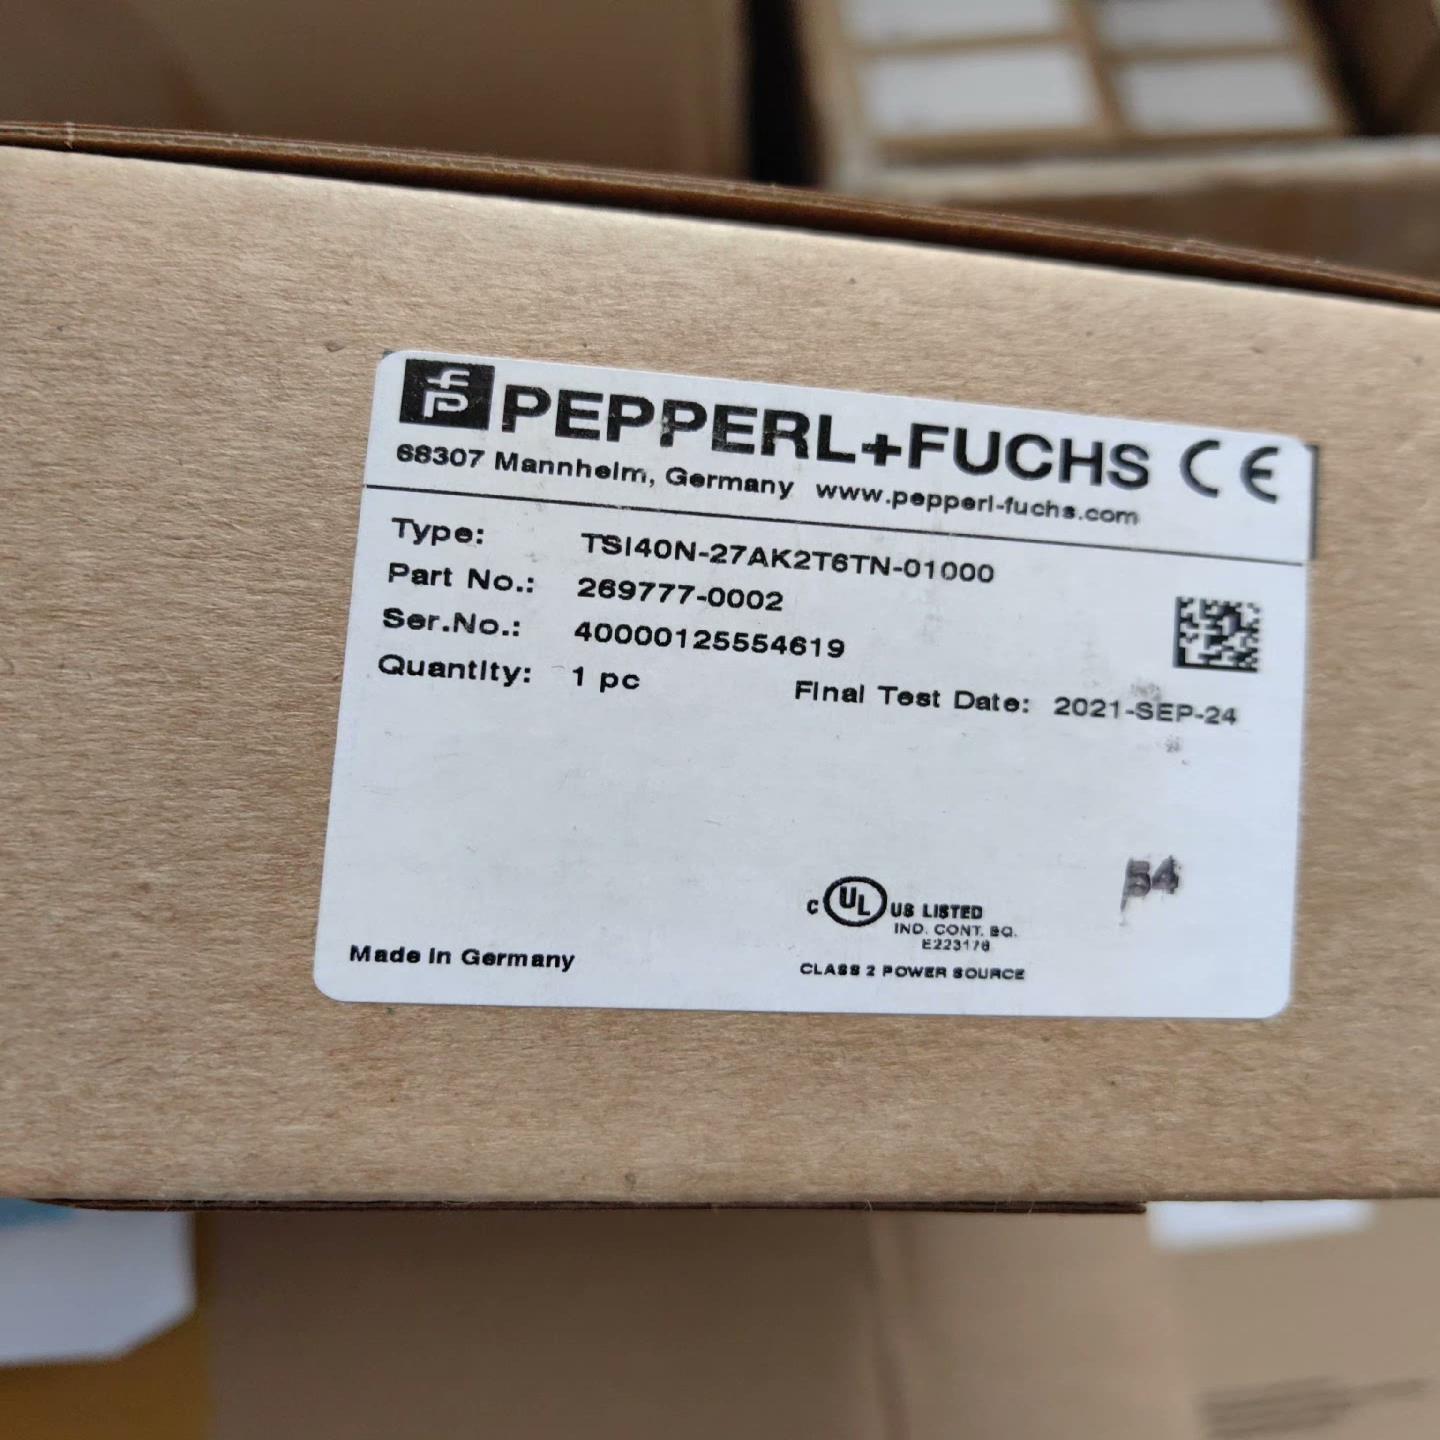 fp PEPPERL+FUCHS CE
68307 Mannheim, Germany www.pepperl-fuchs.com
Type: TSI40N-27AK2T6TN-01000
Part No.: 269777-0002
Ser.No.: 40000125554619
Quantity: 1 pc
Final Test Date: 2021-SEP-24
54
C UL US LISTED
IND. CONT. EQ.
E223176
CLASS 2 POWER SOURCE
Made in Germany